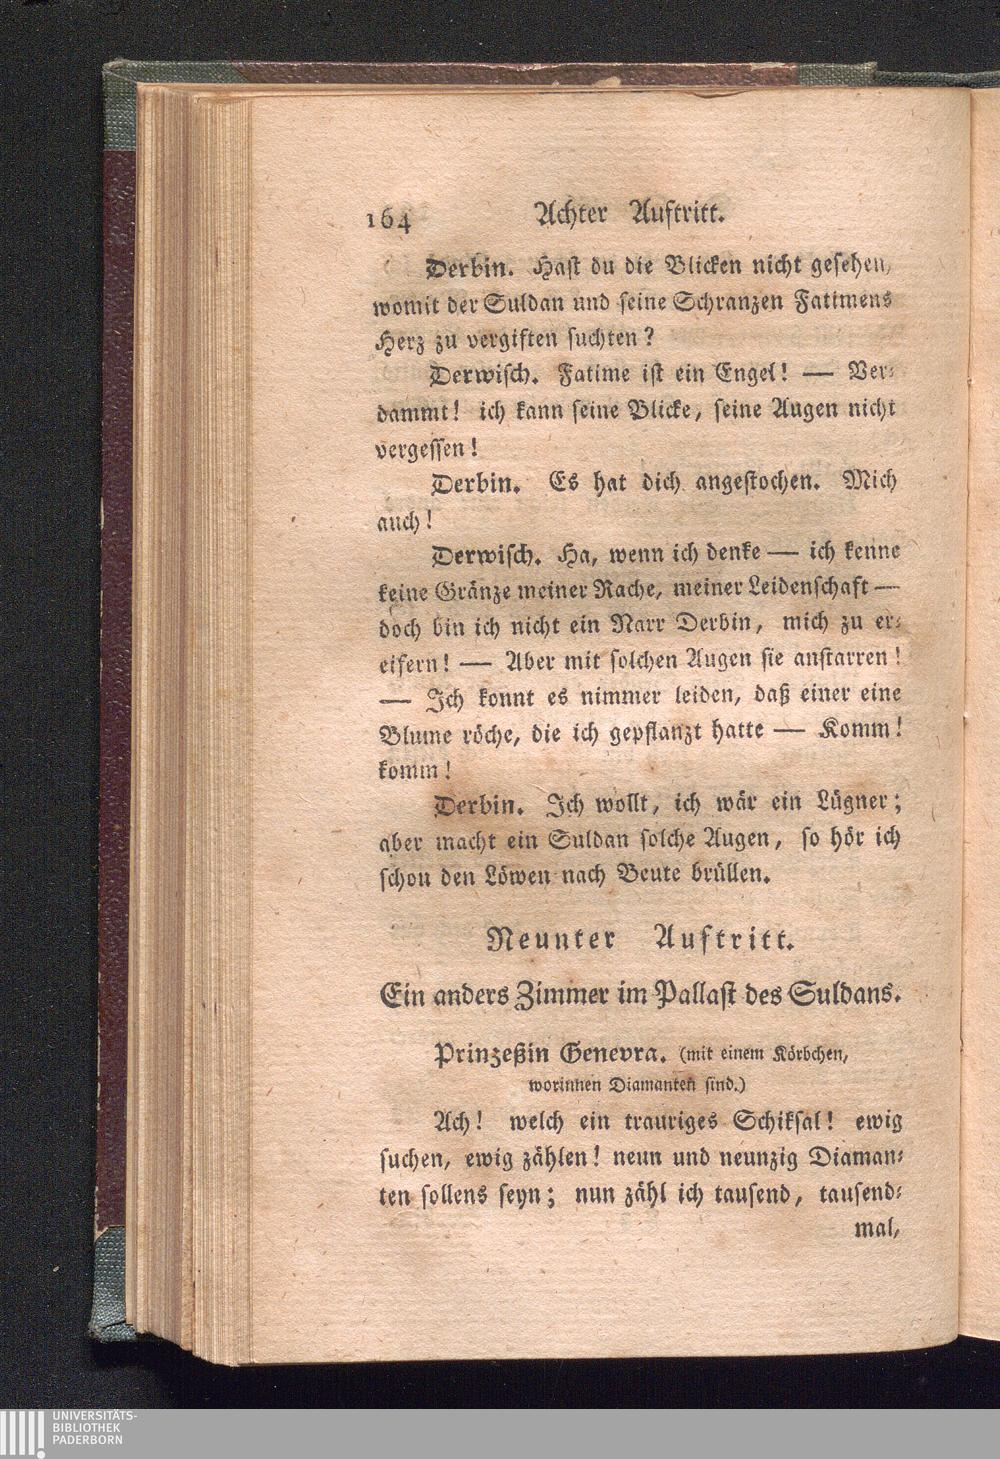 164 Achter Auftritt.
Derbin. Hast du die Blicken nicht gesehen,
womit der Suldan und seine Schranzen Fatimens
Herz zu vergiften suchten?
Derwisch. Fatime ist ein Engel! — Ver-
dammt! ich kann seine Blicke, seine Augen nicht
vergessen!
Derbin. Es hat dich angestochen. Mich
auch!
Derwisch. Ha, wenn ich denke — ich kenne
keine Gränze meiner Rache, meiner Leidenschaft —
doch bin ich nicht ein Narr Derbin, mich zu er-
eifern! — Aber mit solchen Augen sie anstarren!
— Ich konnt es nimmer leiden, daß einer eine
Blume röche, die ich gepflanzt hatte — Komm!
komm!
Derbin. Ich wollt, ich wär ein Lügner;
aber macht ein Suldan solche Augen, so hör ich
schon den Löwen nach Beute brüllen.
Neunter Auftritt.
Ein anders Zimmer im Pallast des Suldans.
Prinzeßin Genevra. (mit einem Körbchen,
worinnen Diamanten sind.)
Ach! welch ein trauriges Schiksal! ewig
suchen, ewig zählen! neun und neunzig Diaman-
ten sollens seyn; nun zähl ich tausend, tausend-
mal,
UNIVERSITÄTS-
BIBLIOTHEK
PADERBORN